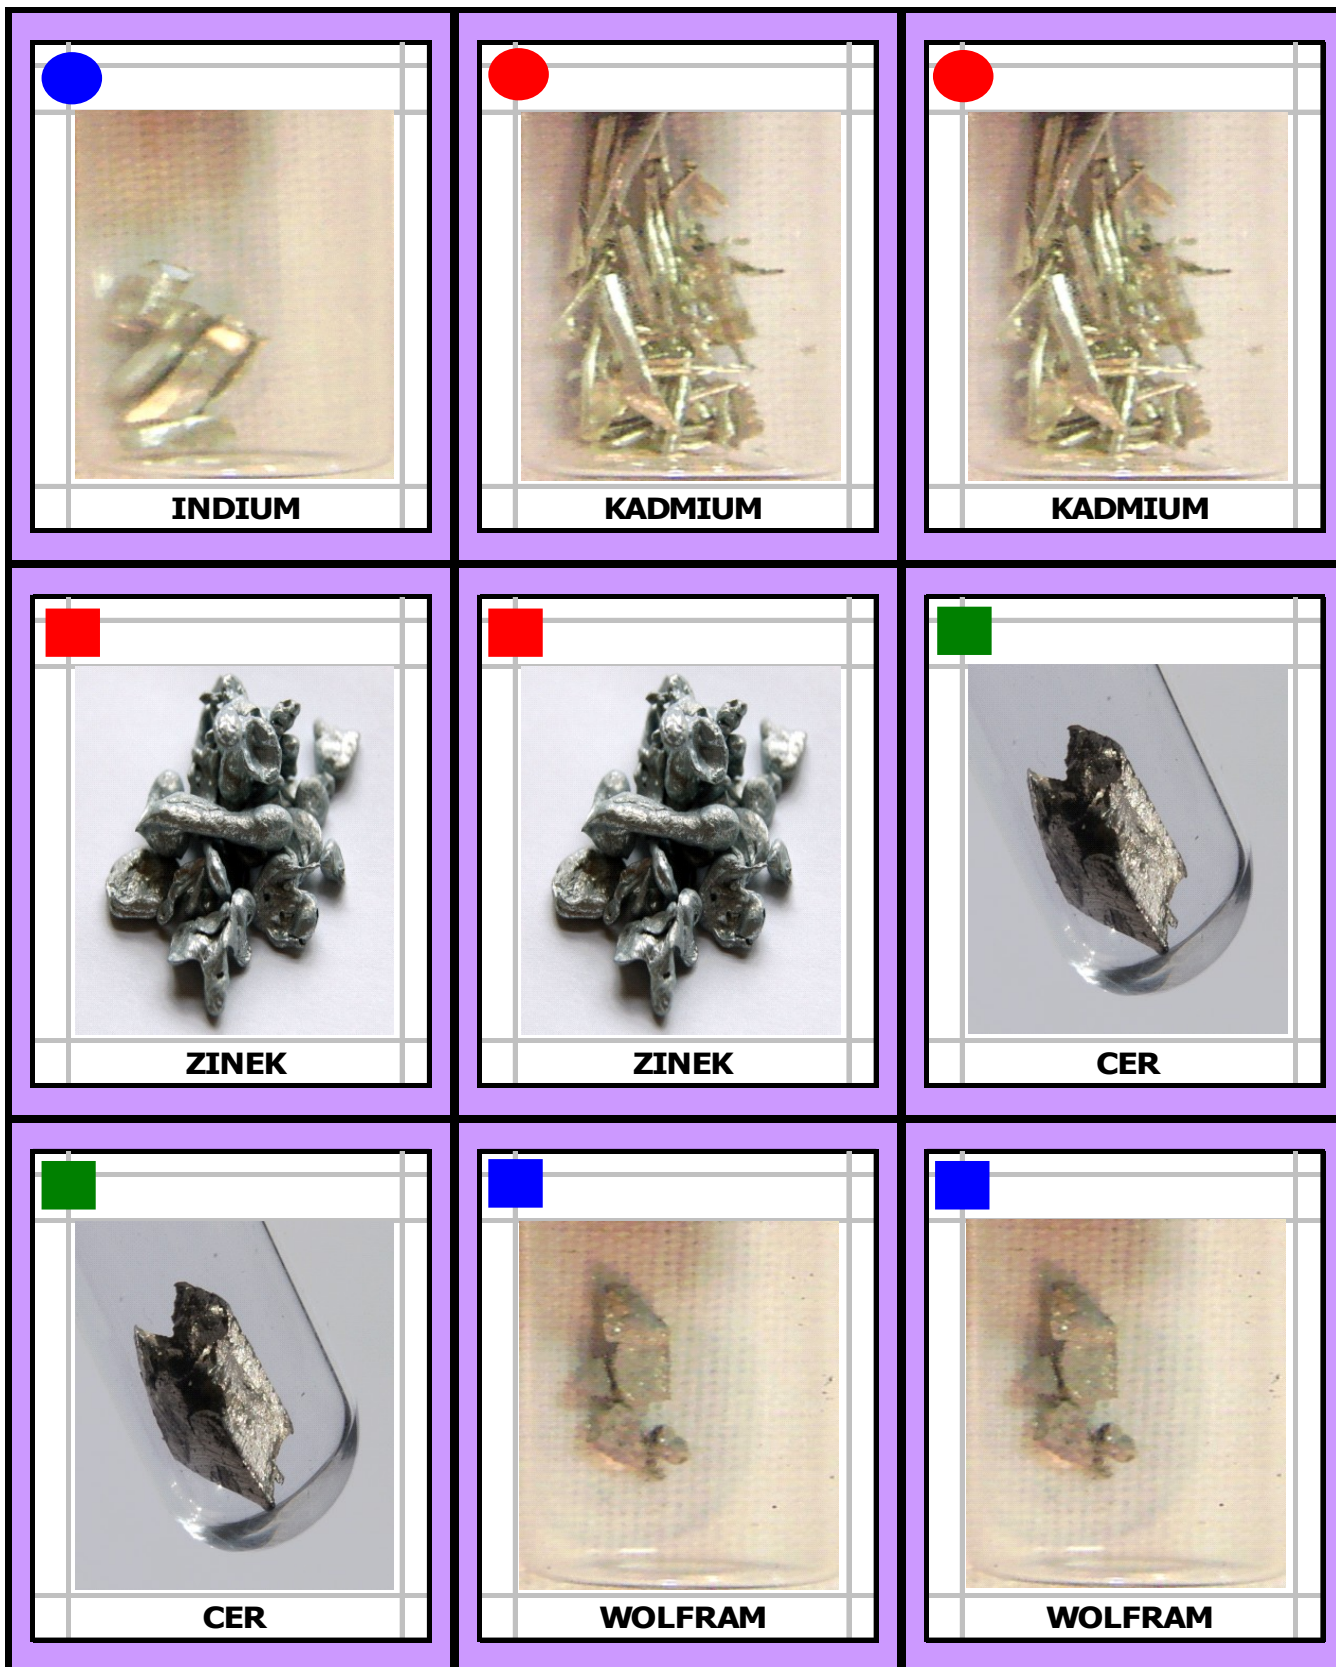 INDIUM
KADMIUM
KADMIUM
ZINEK
ZINEK
CER
CER
WOLFRAM
WOLFRAM